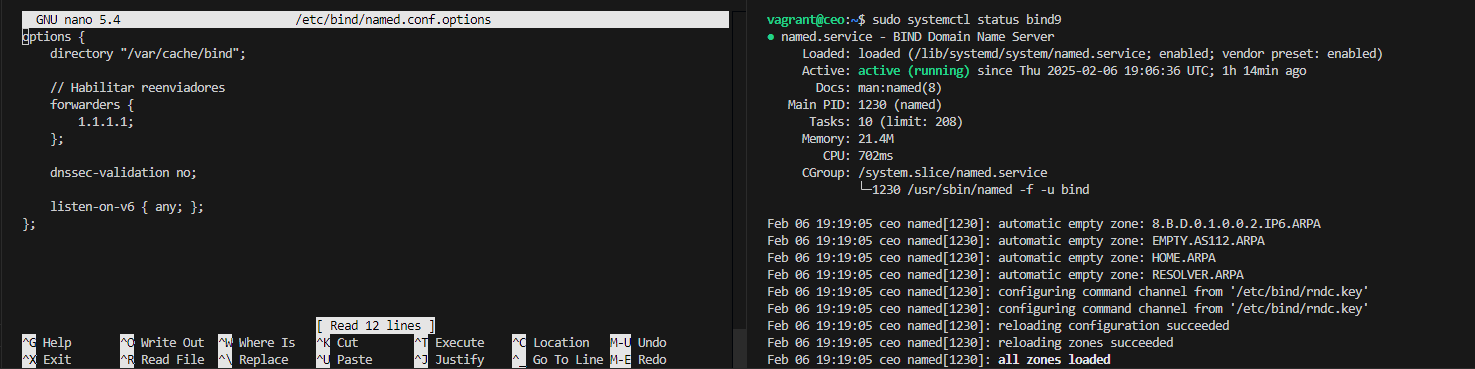 GNU nano 5.4 /etc/bind/named.conf.options
options {
directory "/var/cache/bind";
// Habilitar reenviadores
forwarders {
1.1.1.1;
};
dnssec-validation no;
listen-on-v6 { any; };
};
[ Read 12 lines ]
^G Help ^O Write Out ^W Where Is ^K Cut ^T Execute ^C Location M-U Undo
^X Exit ^R Read File ^\ Replace ^U Paste ^J Justify ^_ Go To Line M-E Redo
vagrant@ceo:~$ sudo systemctl status bind9
● named.service - BIND Domain Name Server
Loaded: loaded (/lib/systemd/system/named.service; enabled; vendor preset: enabled)
Active: active (running) since Thu 2025-02-06 19:06:36 UTC; 1h 14min ago
Docs: man:named(8)
Main PID: 1230 (named)
Tasks: 10 (limit: 208)
Memory: 21.4M
CPU: 702ms
CGroup: /system.slice/named.service
└─1230 /usr/sbin/named -f -u bind
Feb 06 19:19:05 ceo named[1230]: automatic empty zone: 8.B.D.0.1.0.0.2.IP6.ARPA
Feb 06 19:19:05 ceo named[1230]: automatic empty zone: EMPTY.AS112.ARPA
Feb 06 19:19:05 ceo named[1230]: automatic empty zone: HOME.ARPA
Feb 06 19:19:05 ceo named[1230]: automatic empty zone: RESOLVER.ARPA
Feb 06 19:19:05 ceo named[1230]: configuring command channel from '/etc/bind/rndc.key'
Feb 06 19:19:05 ceo named[1230]: configuring command channel from '/etc/bind/rndc.key'
Feb 06 19:19:05 ceo named[1230]: reloading configuration succeeded
Feb 06 19:19:05 ceo named[1230]: reloading zones succeeded
Feb 06 19:19:05 ceo named[1230]: all zones loaded